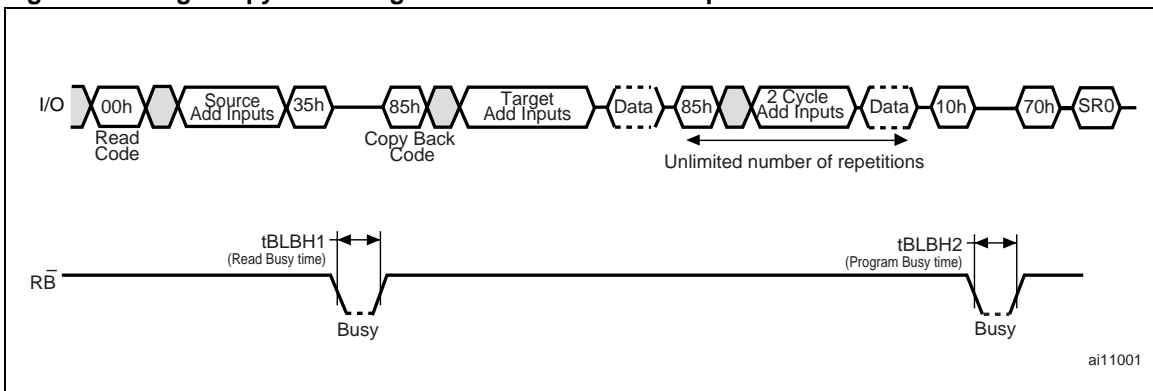 I/O 00h Source Add Inputs 35h 85h Target Add Inputs Data 85h 2 Cycle Add Inputs Data 10h 70h SR0
Read Code
Copy Back Code
Unlimited number of repetitions
tBLBH1
(Read Busy time)
tBLBH2
(Program Busy time)
RB̅
Busy
Busy
ai11001